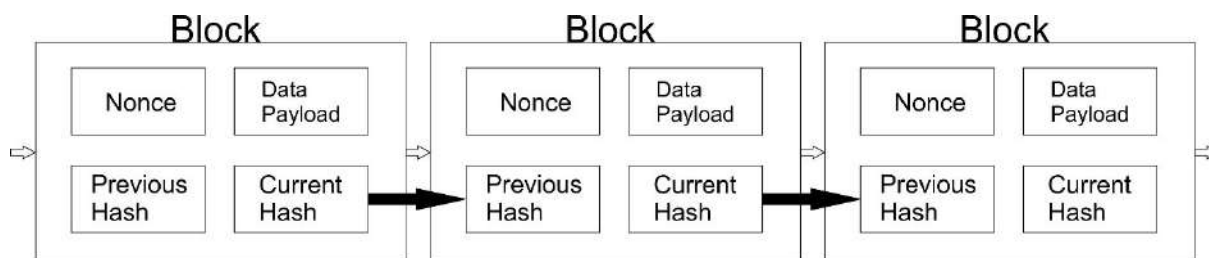 Block
Block
Block
Nonce
Data
Payload
Nonce
Data
Payload
Nonce
Data
Payload
Previous
Hash
Current
Hash
Previous
Hash
Current
Hash
Previous
Hash
Current
Hash